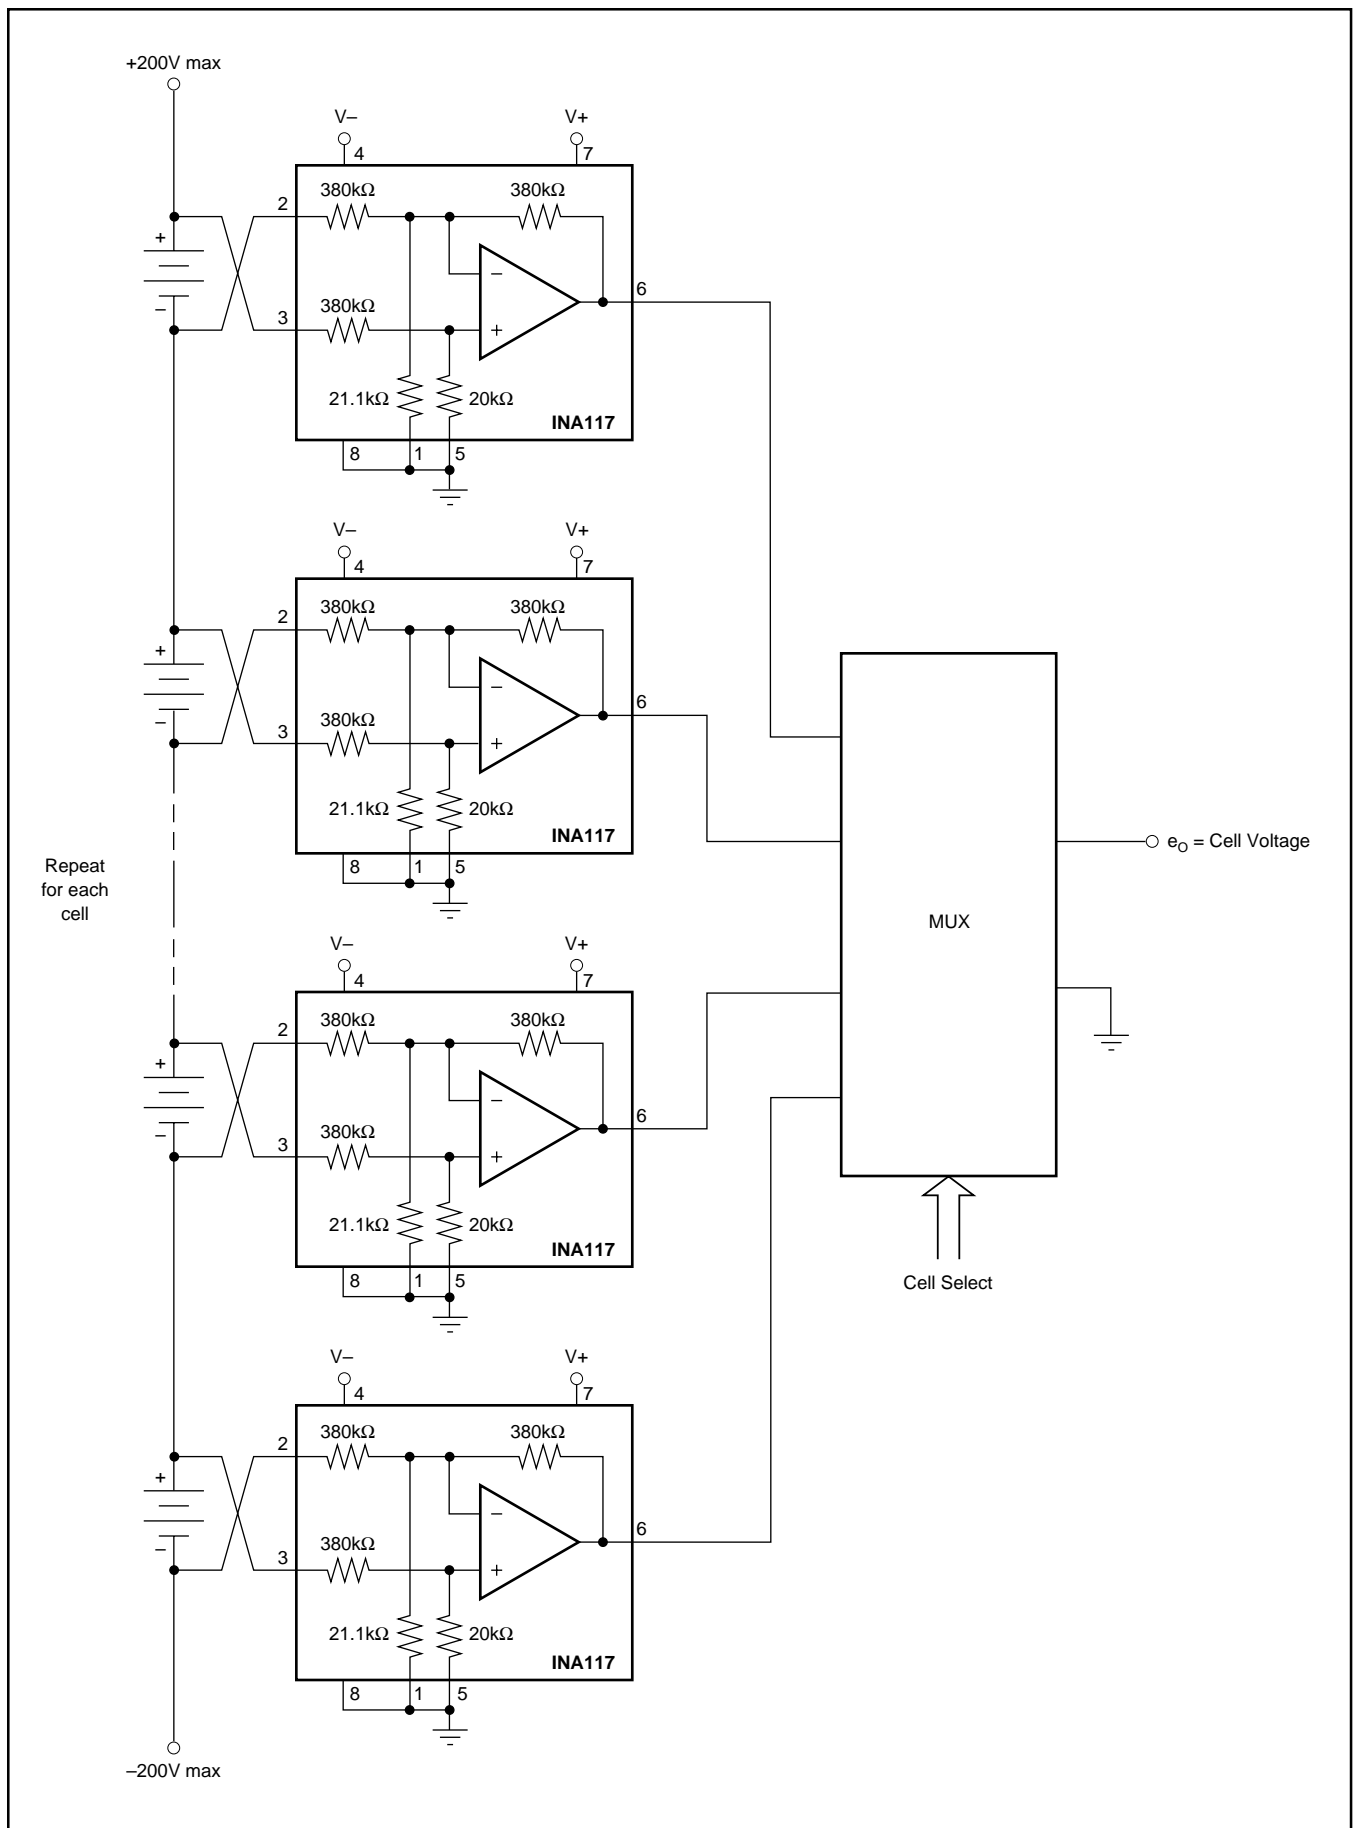 +200V max
V–
V+
4
7
380kΩ
380kΩ
2
+
–
–
6
380kΩ
3
+
21.1kΩ
20kΩ
INA117
8
1
5
V–
V+
4
7
380kΩ
380kΩ
2
+
–
–
6
380kΩ
3
+
21.1kΩ
20kΩ
INA117
8
1
5
Repeat
for each
cell
V–
V+
4
7
380kΩ
380kΩ
2
+
–
–
6
380kΩ
3
+
21.1kΩ
20kΩ
INA117
8
1
5
V–
V+
4
7
380kΩ
380kΩ
2
+
–
–
6
380kΩ
3
+
21.1kΩ
20kΩ
INA117
8
1
5
–200V max
MUX
eO = Cell Voltage
Cell Select